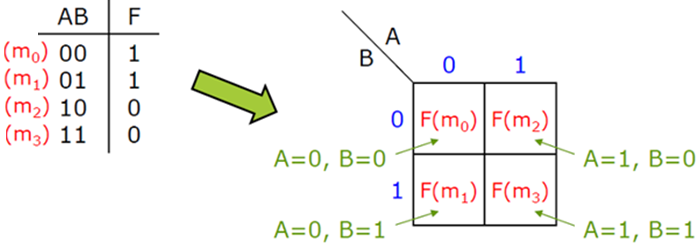 AB F
(m₀) 00 1
(m₁) 01 1
(m₂) 10 0
(m₃) 11 0
A
B
0 1
0 F(m₀) F(m₂)
A=0, B=0 A=1, B=0
1 F(m₁) F(m₃)
A=0, B=1 A=1, B=1